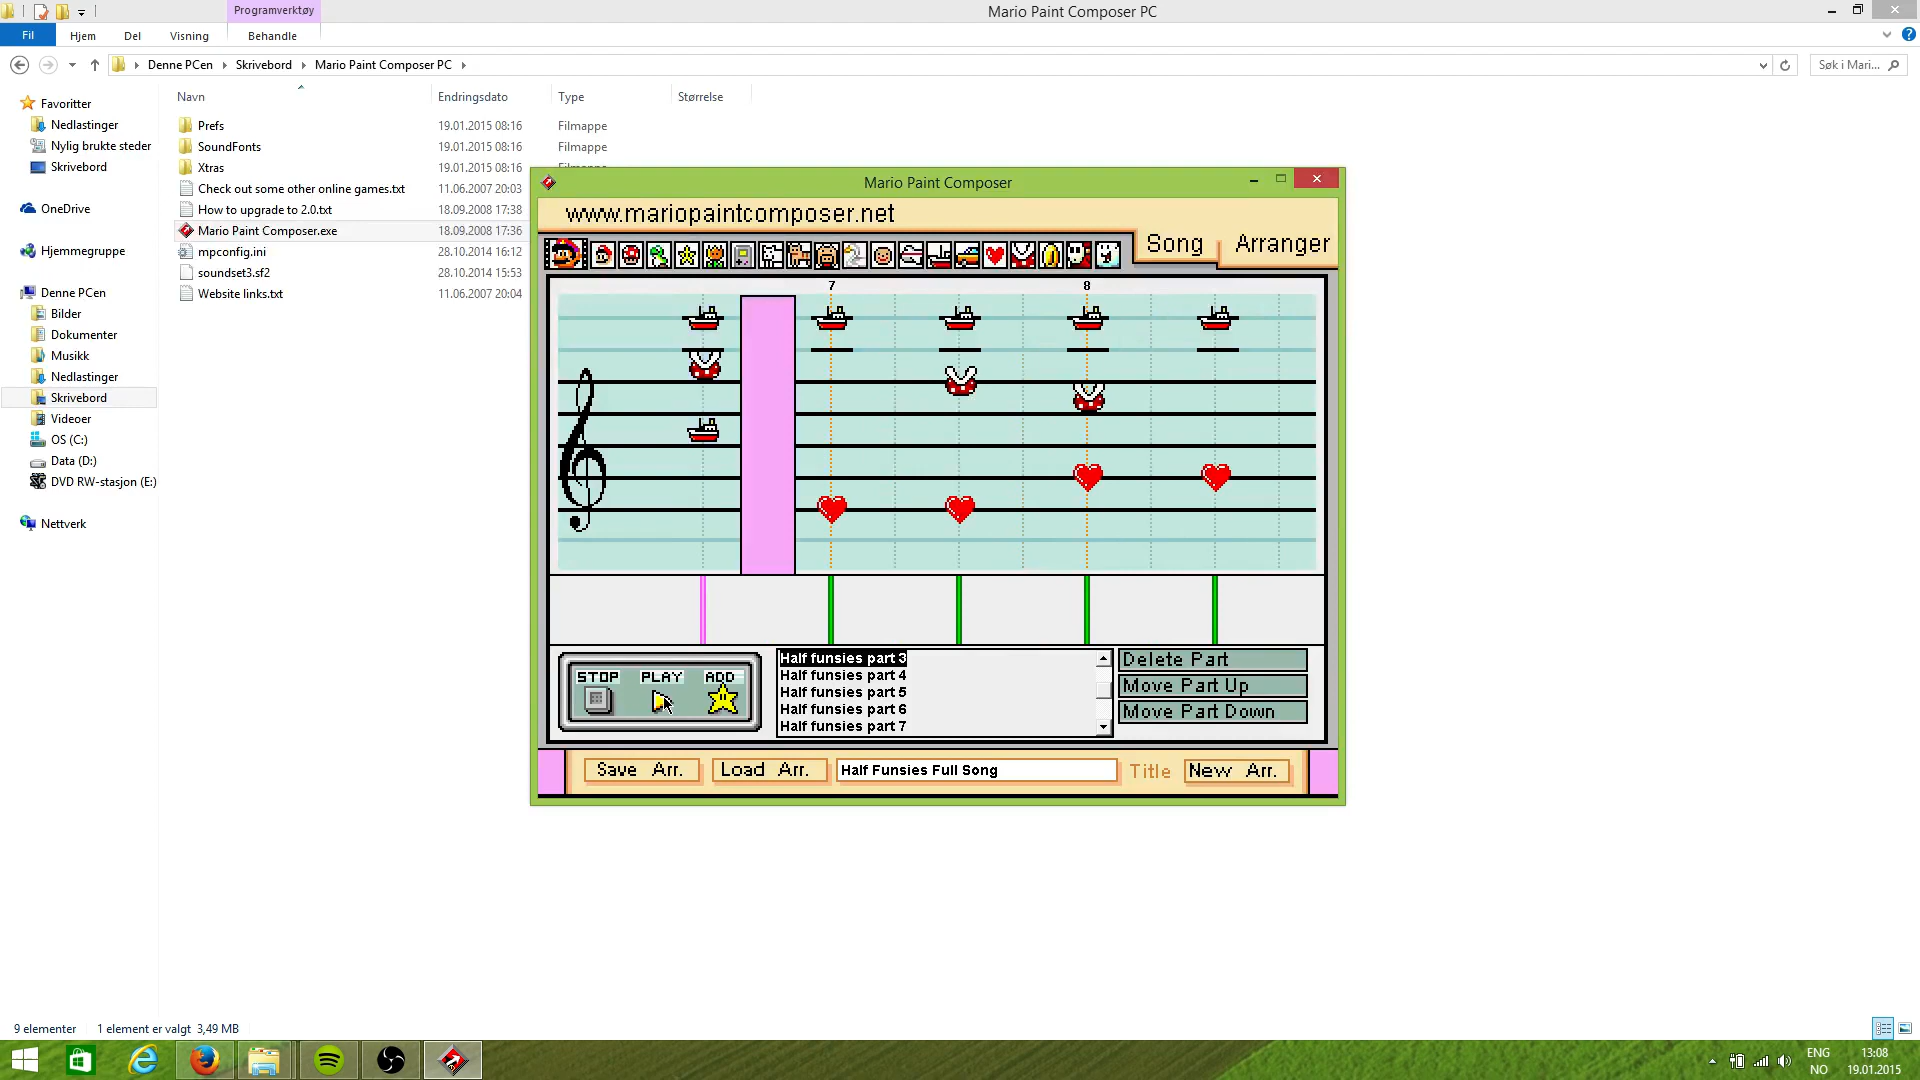 Programverktøy
Mario Paint Composer PC
Fil Hjem Del Visning Behandle
Denne PCen Skrivebord Mario Paint Composer PC
Søk i Mari...
Navn Endringsdato Type Størrelse
Favoritter
Nedlastinger
Nylig brukte steder
Skrivebord
OneDrive
Hjemmegruppe
Denne PCen
Bilder
Dokumenter
Musikk
Nedlastinger
Skrivebord
Videoer
OS (C:)
Data (D:)
DVD RW-stasjon (E:)
Nettverk
Prefs 19.01.2015 08:16 Filmappe
SoundFonts 19.01.2015 08:16 Filmappe
Xtras 19.01.2015 08:16 Filmappe
Check out some other online games.txt 11.06.2007 20:03
How to upgrade to 2.0.txt 18.09.2008 17:38
Mario Paint Composer.exe 18.09.2008 17:36
mpconfig.ini 28.10.2014 16:12
soundset3.sf2 28.10.2014 15:53
Website links.txt 11.06.2007 20:04
Mario Paint Composer
www.mariopaintcomposer.net
Song Arranger
7 8
STOP PLAY ADD
Half funsies part 3
Half funsies part 4
Half funsies part 5
Half funsies part 6
Half funsies part 7
Delete Part
Move Part Up
Move Part Down
Save Arr. Load Arr. Half Funsies Full Song Title New Arr.
9 elementer 1 element er valgt 3,49 MB
ENG 13:08
NO 19.01.2015